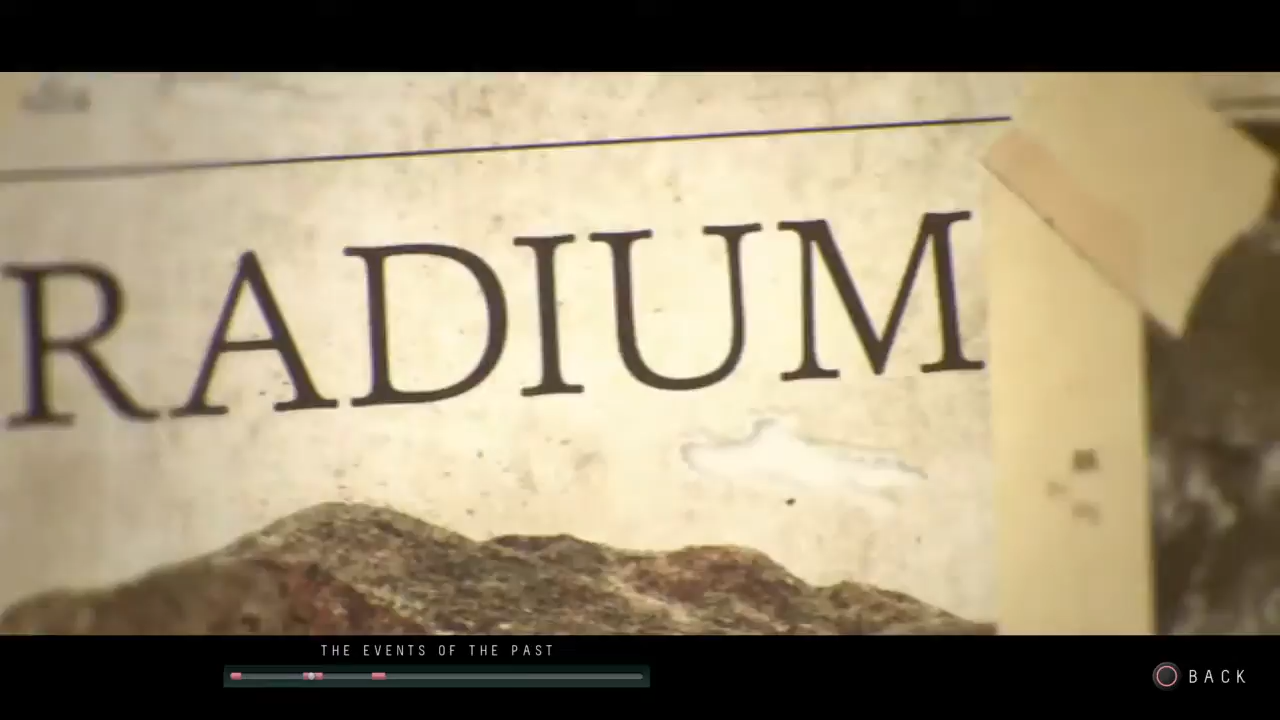 RADIUM
THE EVENTS OF THE PAST
BACK